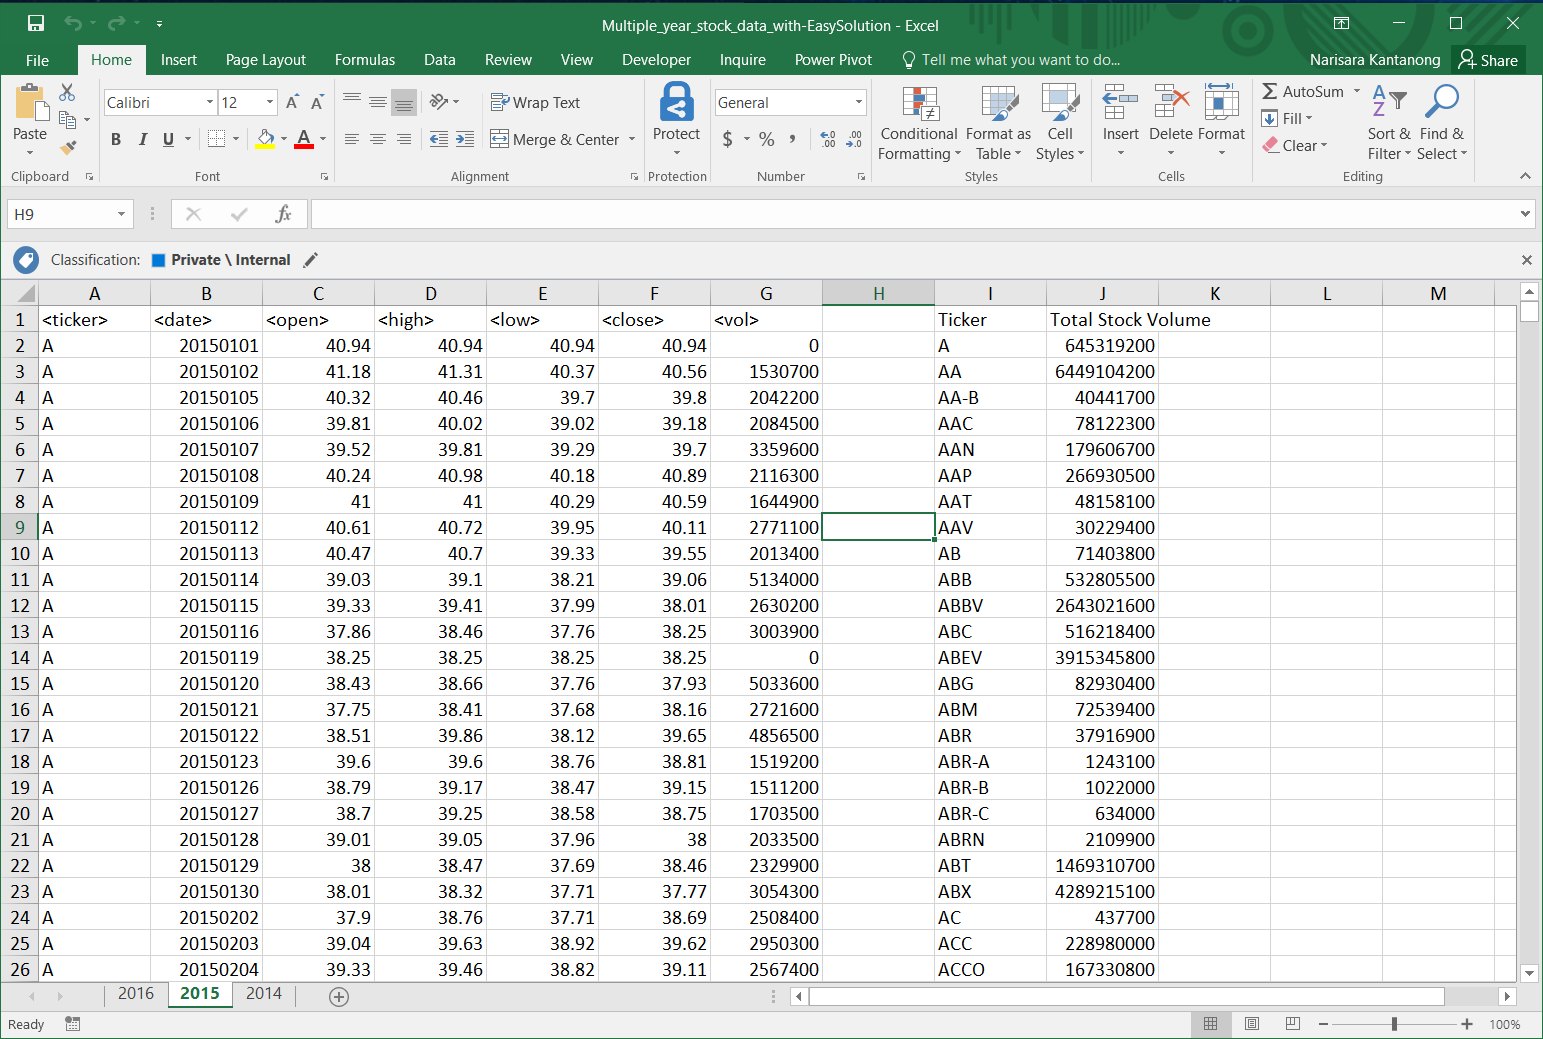 Multiple_year_stock_data_with-EasySolution - Excel
File Home Insert Page Layout Formulas Data Review View Developer Inquire Power Pivot Tell me what you want to do... Narisara Kantanong Share
Calibri 12 A A Wrap Text General AutoSum
Paste Protect Conditional Formatting Format as Table Cell Styles Insert Delete Format Fill Sort & Filter Find & Select
B I U A Merge & Center $ % , .00 .00 Clear
Clipboard Font Alignment Protection Number Styles Cells Editing
H9 fx
Classification: Private \ Internal
A B C D E F G H I J K L M
1 <ticker> <date> <open> <high> <low> <close> <vol> Ticker Total Stock Volume
2 A 20150101 40.94 40.94 40.94 40.94 0 A 645319200
3 A 20150102 41.18 41.31 40.37 40.56 1530700 AA 6449104200
4 A 20150105 40.32 40.46 39.7 39.8 2042200 AA-B 40441700
5 A 20150106 39.81 40.02 39.02 39.18 2084500 AAC 78122300
6 A 20150107 39.52 39.81 39.29 39.7 3359600 AAN 179606700
7 A 20150108 40.24 40.98 40.18 40.89 2116300 AAP 266930500
8 A 20150109 41 41 40.29 40.59 1644900 AAT 48158100
9 A 20150112 40.61 40.72 39.95 40.11 2771100 AAV 30229400
10 A 20150113 40.47 40.7 39.33 39.55 2013400 AB 71403800
11 A 20150114 39.03 39.1 38.21 39.06 5134000 ABB 532805500
12 A 20150115 39.33 39.41 37.99 38.01 2630200 ABBV 2643021600
13 A 20150116 37.86 38.46 37.76 38.25 3003900 ABC 516218400
14 A 20150119 38.25 38.25 38.25 38.25 0 ABEV 3915345800
15 A 20150120 38.43 38.66 37.76 37.93 5033600 ABG 82930400
16 A 20150121 37.75 38.41 37.68 38.16 2721600 ABM 72539400
17 A 20150122 38.51 39.86 38.12 39.65 4856500 ABR 37916900
18 A 20150123 39.6 39.6 38.76 38.81 1519200 ABR-A 1243100
19 A 20150126 38.79 39.17 38.47 39.15 1511200 ABR-B 1022000
20 A 20150127 38.7 39.25 38.58 38.75 1703500 ABR-C 634000
21 A 20150128 39.01 39.05 37.96 38 2033500 ABRN 2109900
22 A 20150129 38 38.47 37.69 38.46 2329900 ABT 1469310700
23 A 20150130 38.01 38.32 37.71 37.77 3054300 ABX 4289215100
24 A 20150202 37.9 38.76 37.71 38.69 2508400 AC 437700
25 A 20150203 39.04 39.63 38.92 39.62 2950300 ACC 228980000
26 A 20150204 39.33 39.46 38.82 39.11 2567400 ACCO 167330800
2016 2015 2014
Ready 100%